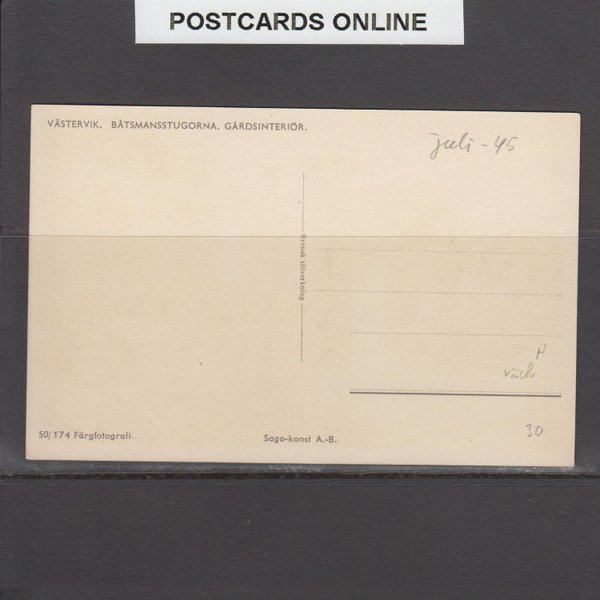 POSTCARDS ONLINE
VÄSTERVIK. BÅTSMANSSTUGORNA. GÅRDSINTERIÖR.
juli - 45
Svensk tillverkning
H
30
50/174 Färgfotografi.
Sago-konst A.-B.